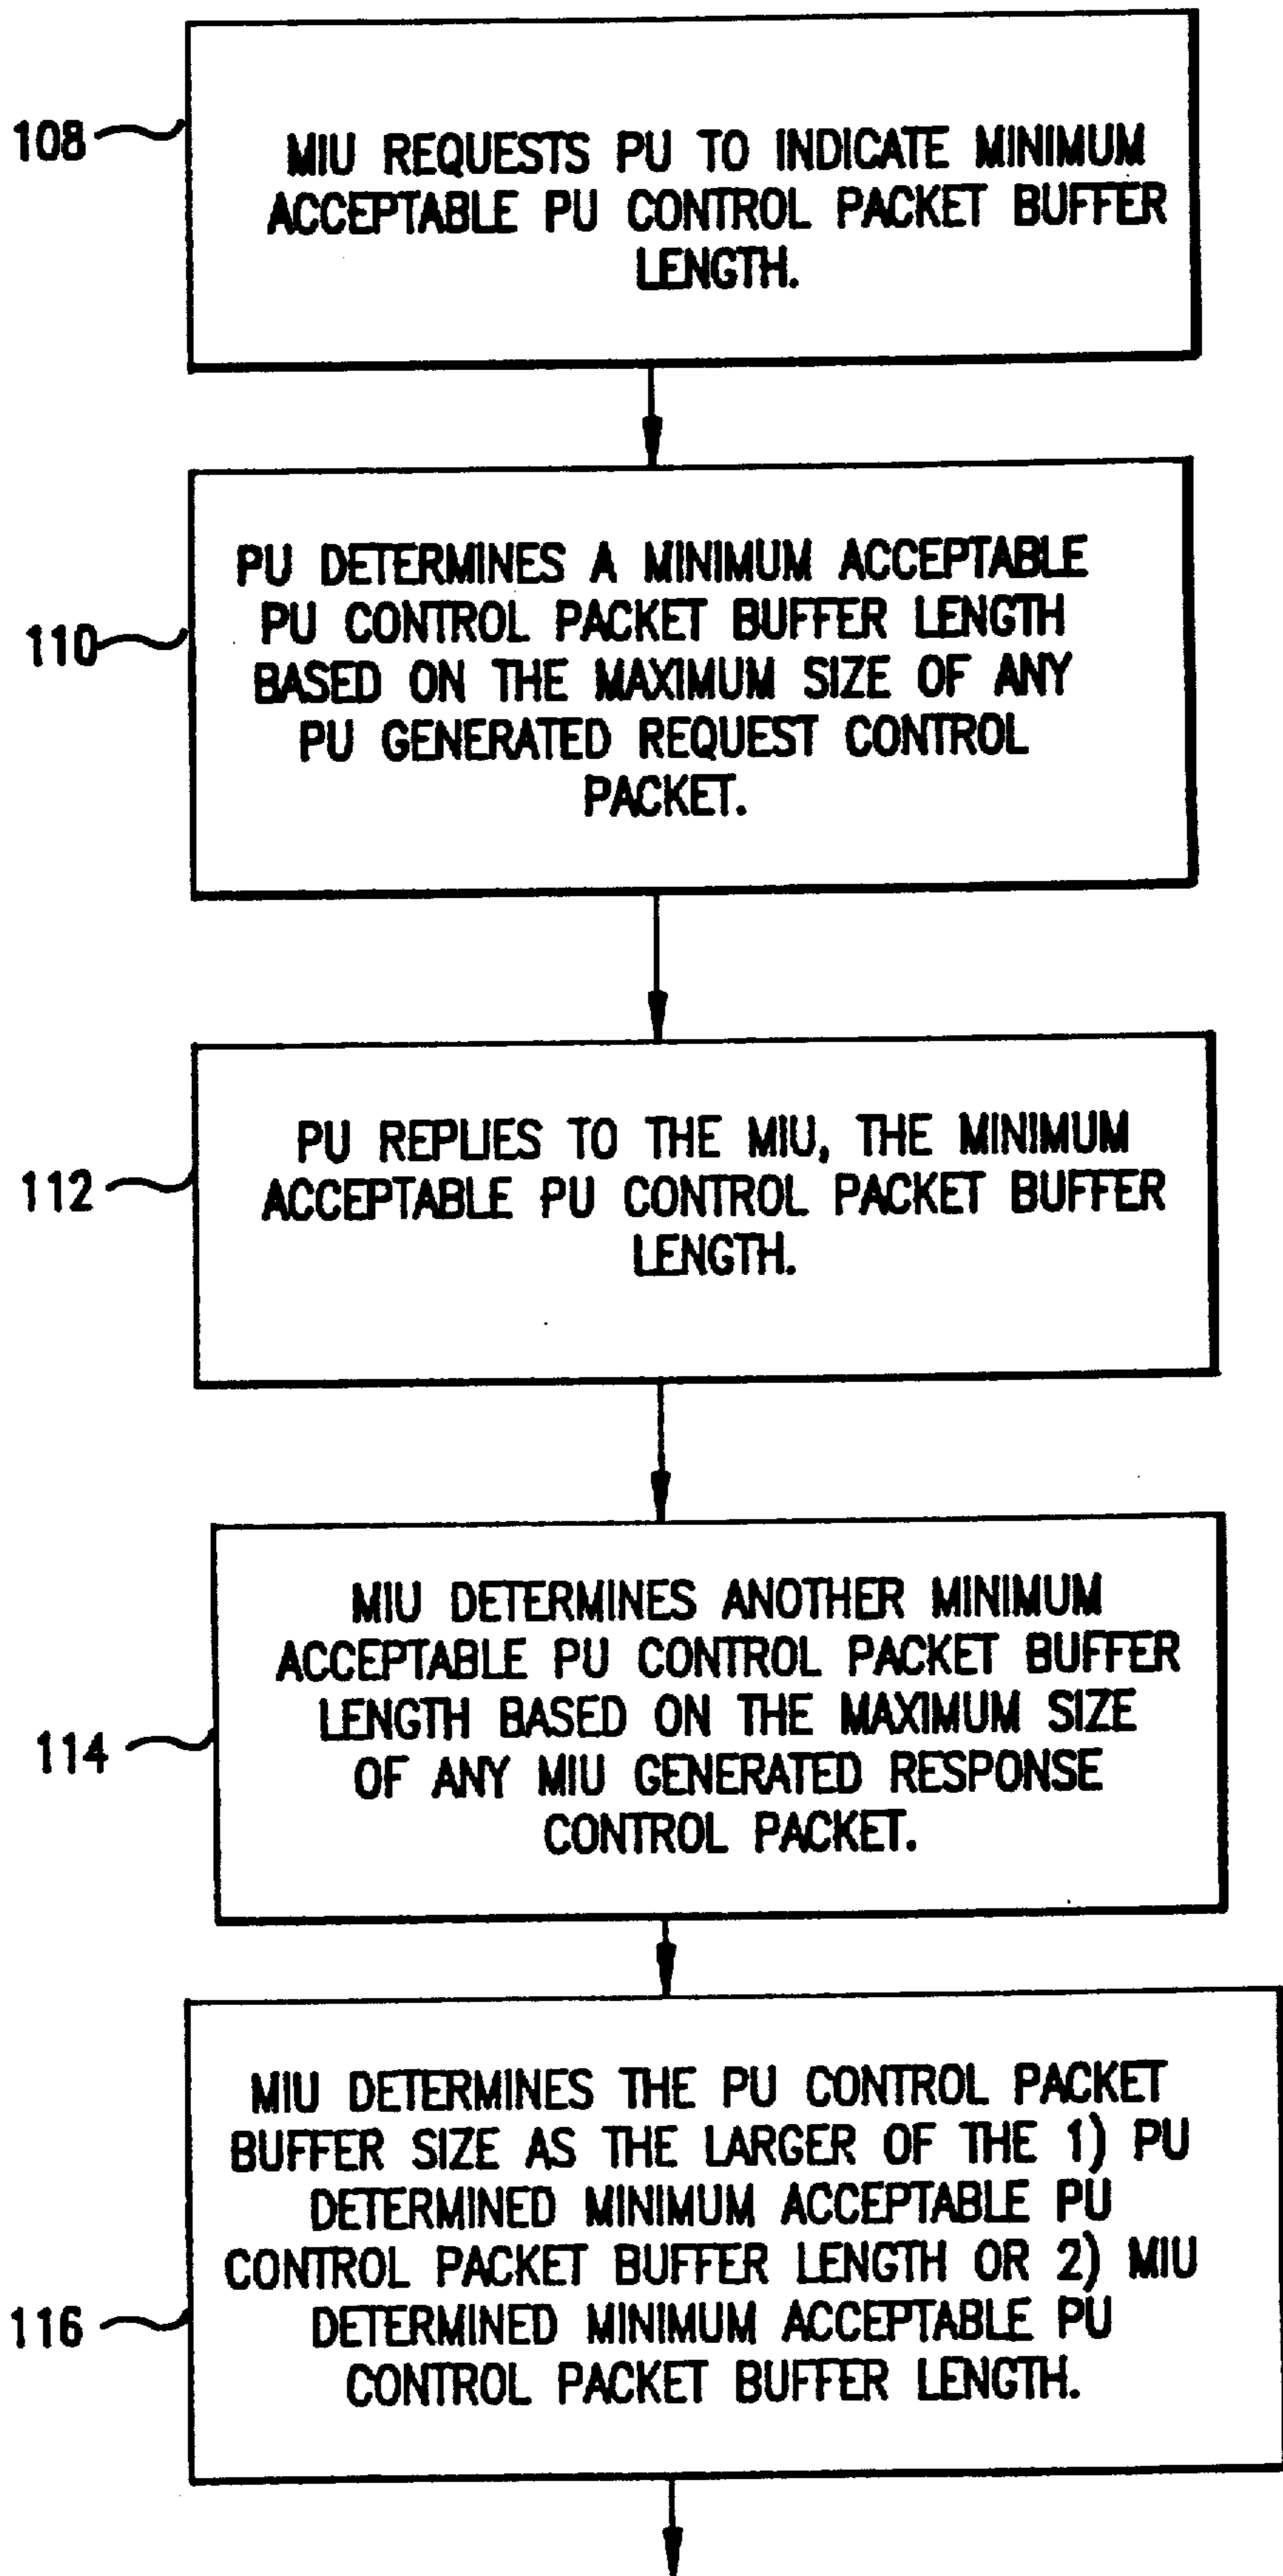 108
MIU REQUESTS PU TO INDICATE MINIMUM
ACCEPTABLE PU CONTROL PACKET BUFFER
LENGTH.
110
PU DETERMINES A MINIMUM ACCEPTABLE
PU CONTROL PACKET BUFFER LENGTH
BASED ON THE MAXIMUM SIZE OF ANY
PU GENERATED REQUEST CONTROL
PACKET.
112
PU REPLIES TO THE MIU, THE MINIMUM
ACCEPTABLE PU CONTROL PACKET BUFFER
LENGTH.
114
MIU DETERMINES ANOTHER MINIMUM
ACCEPTABLE PU CONTROL PACKET BUFFER
LENGTH BASED ON THE MAXIMUM SIZE
OF ANY MIU GENERATED RESPONSE
CONTROL PACKET.
116
MIU DETERMINES THE PU CONTROL PACKET
BUFFER SIZE AS THE LARGER OF THE 1) PU
DETERMINED MINIMUM ACCEPTABLE PU
CONTROL PACKET BUFFER LENGTH OR 2) MIU
DETERMINED MINIMUM ACCEPTABLE PU
CONTROL PACKET BUFFER LENGTH.